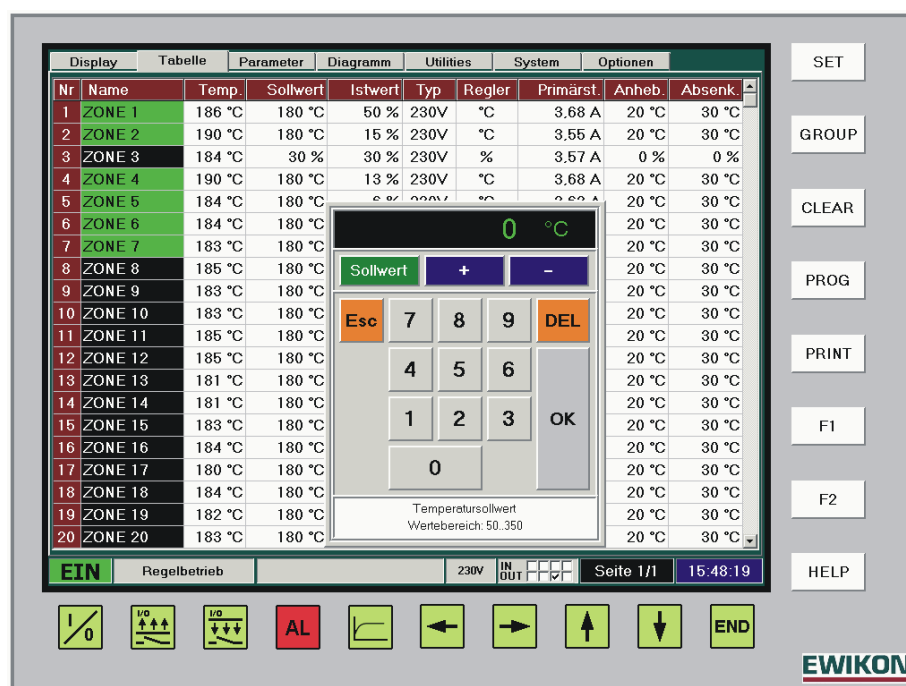 Display Tabelle Parameter Diagramm Utilities System Optionen
Nr Name Temp. Sollwert Istwert Typ Regler Primärst. Anheb. Absenk.
1 ZONE 1 186 °C 180 °C 50 % 230V °C 3,68 A 20 °C 30 °C
2 ZONE 2 190 °C 180 °C 15 % 230V °C 3,55 A 20 °C 30 °C
3 ZONE 3 184 °C 30 % 30 % 230V % 3,57 A 0 % 0 %
4 ZONE 4 190 °C 180 °C 13 % 230V °C 3,68 A 20 °C 30 °C
5 ZONE 5 184 °C 180 °C 20 °C 30 °C
6 ZONE 6 184 °C 180 °C 20 °C 30 °C
7 ZONE 7 183 °C 180 °C 20 °C 30 °C
8 ZONE 8 185 °C 180 °C 20 °C 30 °C
9 ZONE 9 183 °C 180 °C 20 °C 30 °C
10 ZONE 10 183 °C 180 °C 20 °C 30 °C
11 ZONE 11 185 °C 180 °C 20 °C 30 °C
12 ZONE 12 185 °C 180 °C 20 °C 30 °C
13 ZONE 13 181 °C 180 °C 20 °C 30 °C
14 ZONE 14 181 °C 180 °C 20 °C 30 °C
15 ZONE 15 183 °C 180 °C 20 °C 30 °C
16 ZONE 16 184 °C 180 °C 20 °C 30 °C
17 ZONE 17 180 °C 180 °C 20 °C 30 °C
18 ZONE 18 184 °C 180 °C 20 °C 30 °C
19 ZONE 19 182 °C 180 °C 20 °C 30 °C
20 ZONE 20 183 °C 180 °C 20 °C 30 °C
0 °C
Sollwert + -
Esc 7 8 9 DEL
4 5 6
1 2 3 OK
0
Temperatursollwert
Wertebereich: 50..350
EIN Regelbetrieb 230V IN OUT Seite 1/1 15:48:19
SET
GROUP
CLEAR
PROG
PRINT
F1
F2
HELP
I/0 I/O I/O AL END
EWIKON